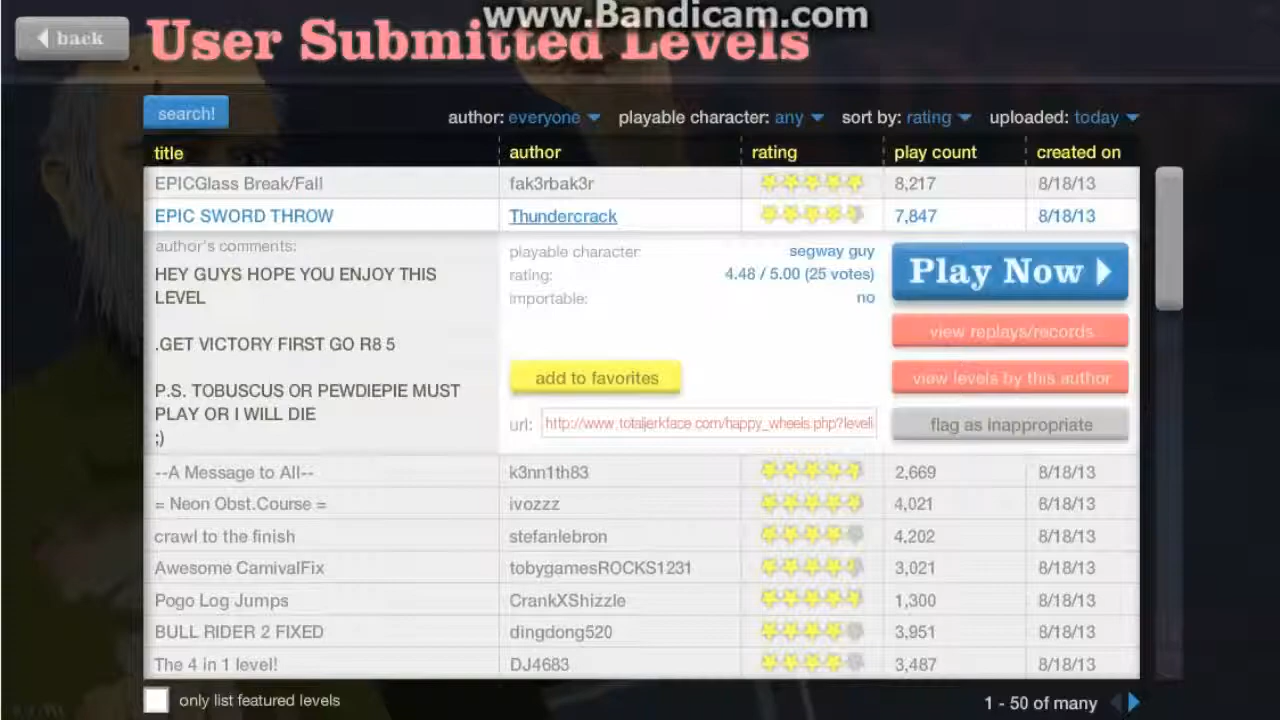 www.Bandicam.com
back
User Submitted Levels
search!
author: everyone playable character: any sort by: rating uploaded: today
title author rating play count created on
EPICGlass Break/Fall fak3rbak3r 8,217 8/18/13
EPIC SWORD THROW Thundercrack 7,847 8/18/13
author's comments:
HEY GUYS HOPE YOU ENJOY THIS
LEVEL
.GET VICTORY FIRST GO R8 5
P.S. TOBUSCUS OR PEWDIEPIE MUST
PLAY OR I WILL DIE
;)
playable character: segway guy
rating: 4.48 / 5.00 (25 votes)
importable: no
add to favorites
url: http://www.totaljerkface.com/happy_wheels.php?leveli
Play Now
view replays/records
view levels by this author
flag as inappropriate
--A Message to All-- k3nn1th83 2,669 8/18/13
= Neon Obst.Course = ivozzz 4,021 8/18/13
crawl to the finish stefanlebron 4,202 8/18/13
Awesome CarnivalFix tobygamesROCKS1231 3,021 8/18/13
Pogo Log Jumps CrankXShizzle 1,300 8/18/13
BULL RIDER 2 FIXED dingdong520 3,951 8/18/13
The 4 in 1 level! DJ4683 3,487 8/18/13
only list featured levels
1 - 50 of many